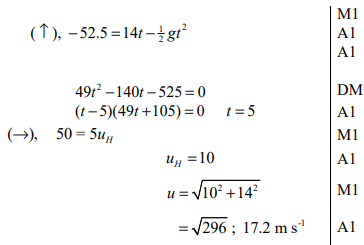 M1
(↑), −52.5 = 14t − ½gt² A1
A1
49t² − 140t − 525 = 0 DM
(t − 5)(49t + 105) = 0 t = 5 A1
(→), 50 = 5u_H M1
u_H = 10 A1
u = √(10² + 14²) M1
= √296 ; 17.2 m s⁻¹ A1